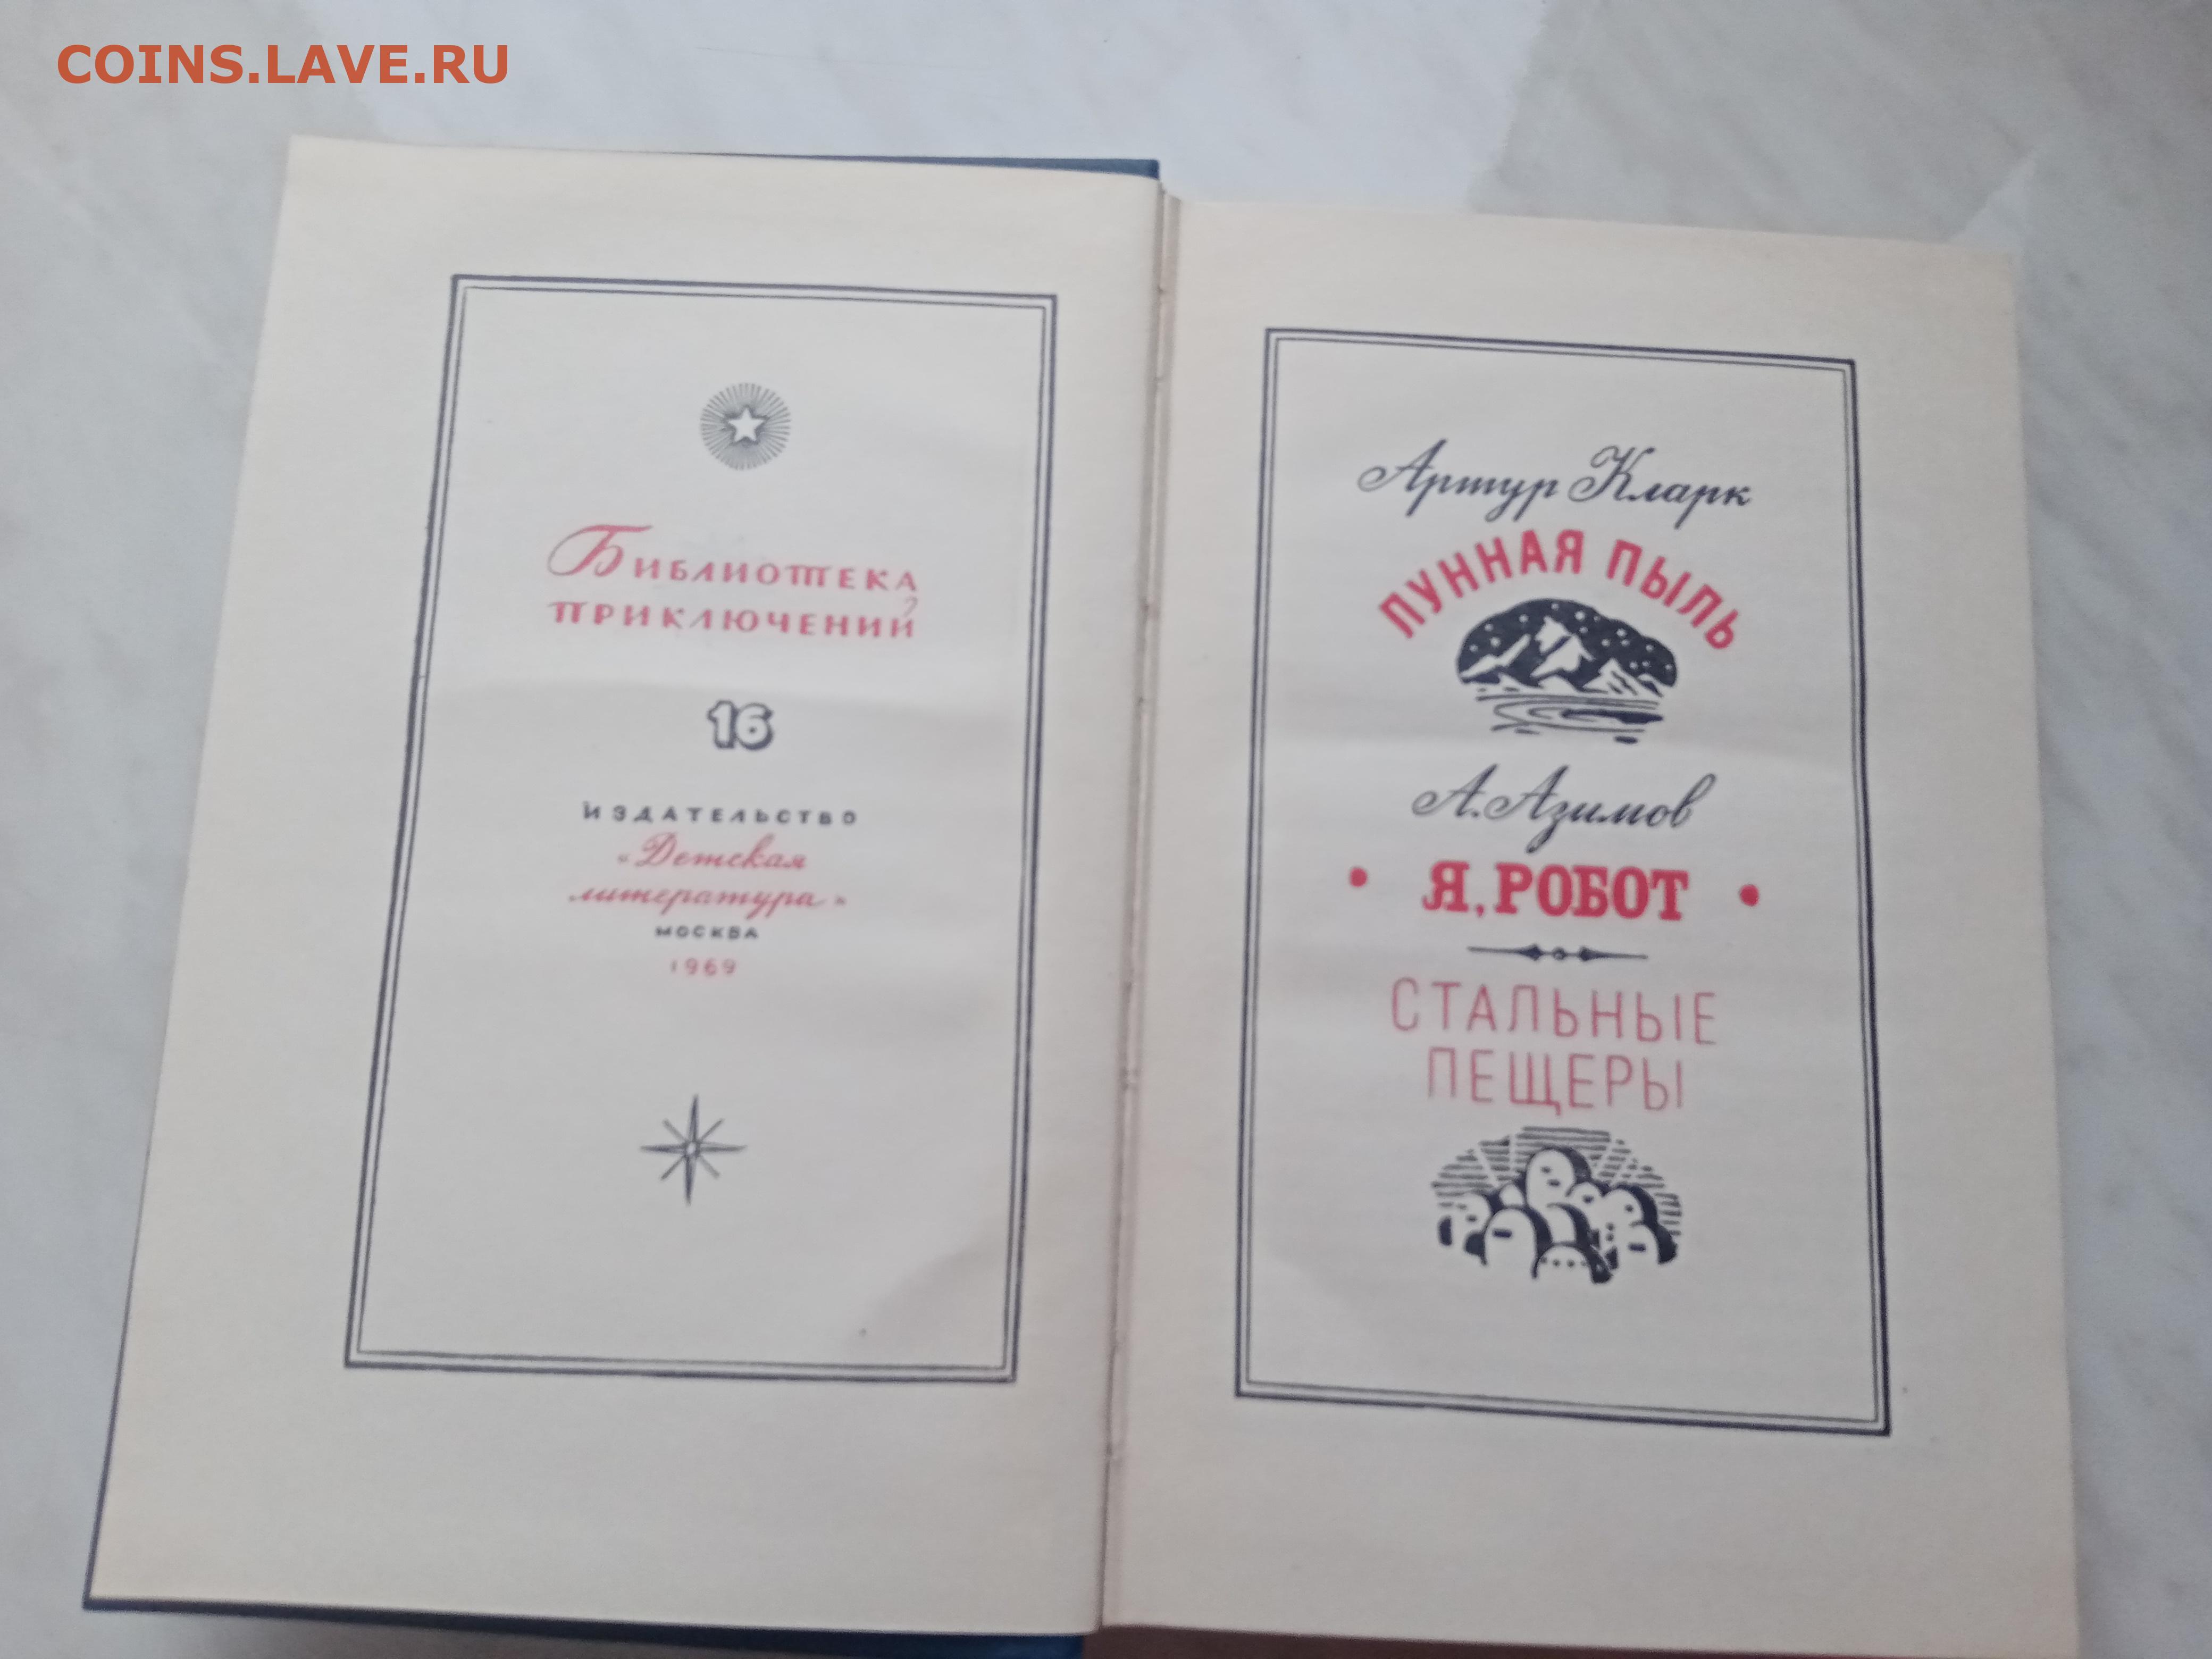 COINS.LAVE.RU
Библиотека
приключений
16
ИЗДАТЕЛЬСТВО
«Детская
литература»
МОСКВА
1969
Артур Кларк
ЛУННАЯ ПЫЛЬ
А. Азимов
• Я, РОБОТ •
СТАЛЬНЫЕ
ПЕЩЕРЫ